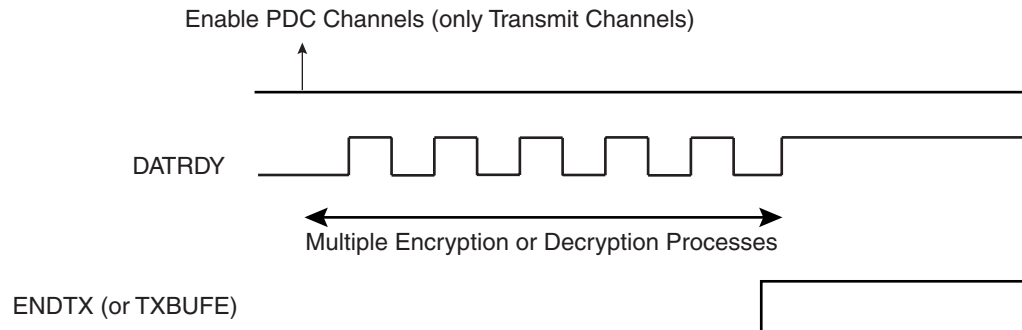 Enable PDC Channels (only Transmit Channels)
DATRDY
Multiple Encryption or Decryption Processes
ENDTX (or TXBUFE)